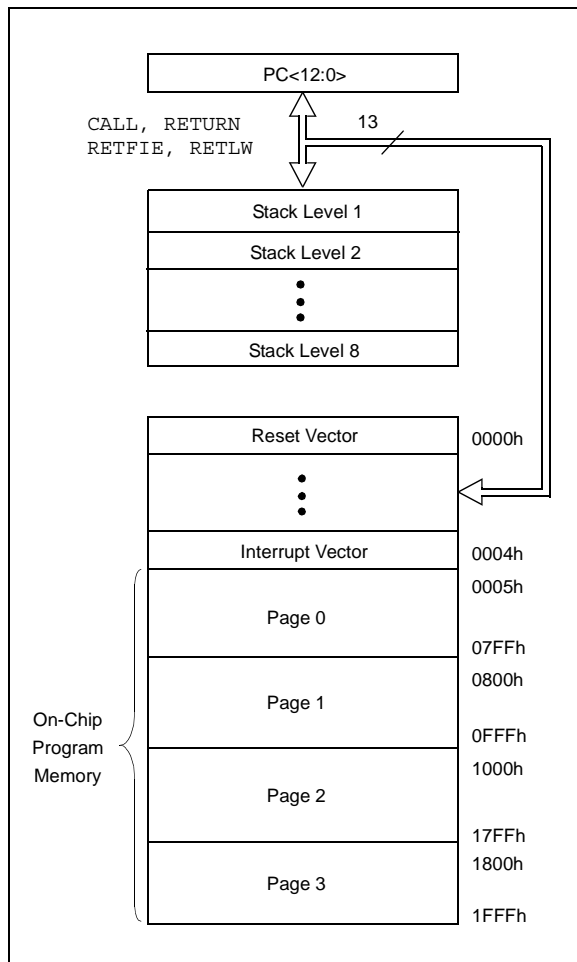 PC<12:0>
CALL, RETURN
RETFIE, RETLW
13
Stack Level 1
Stack Level 2
Stack Level 8
Reset Vector
0000h
Interrupt Vector
0004h
0005h
Page 0
07FFh
0800h
Page 1
0FFFh
On-Chip
Program
Memory
1000h
Page 2
17FFh
1800h
Page 3
1FFFh